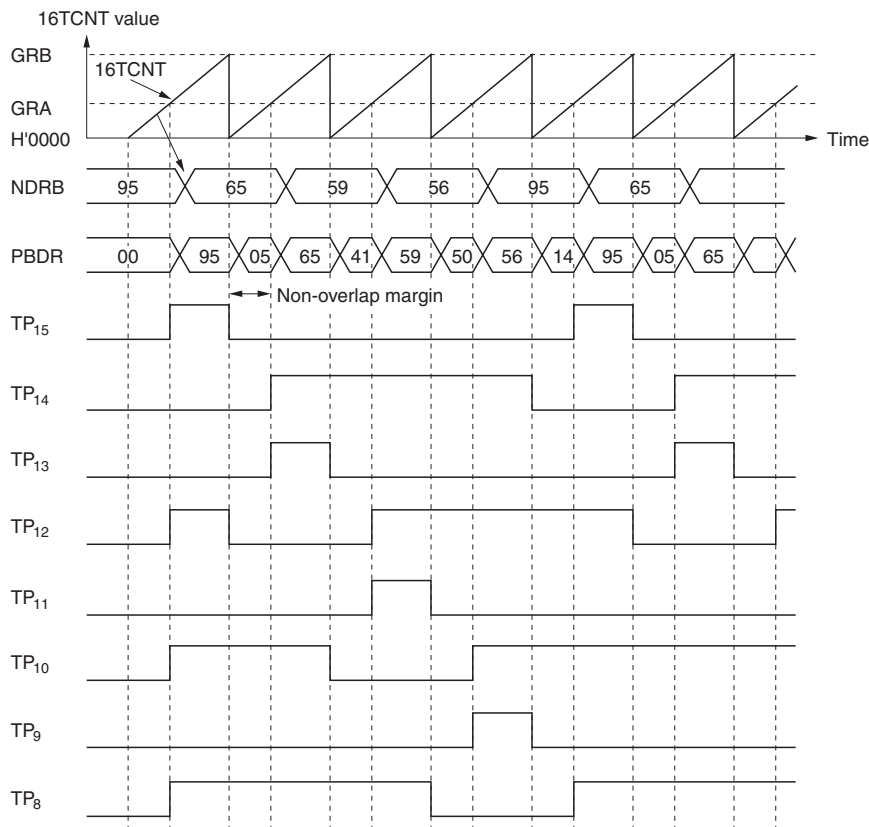 16TCNT value
GRB
16TCNT
GRA
H'0000
Time
NDRB 95 65 59 56 95 65
PBDR 00 95 05 65 41 59 50 56 14 95 05 65
Non-overlap margin
TP15
TP14
TP13
TP12
TP11
TP10
TP9
TP8